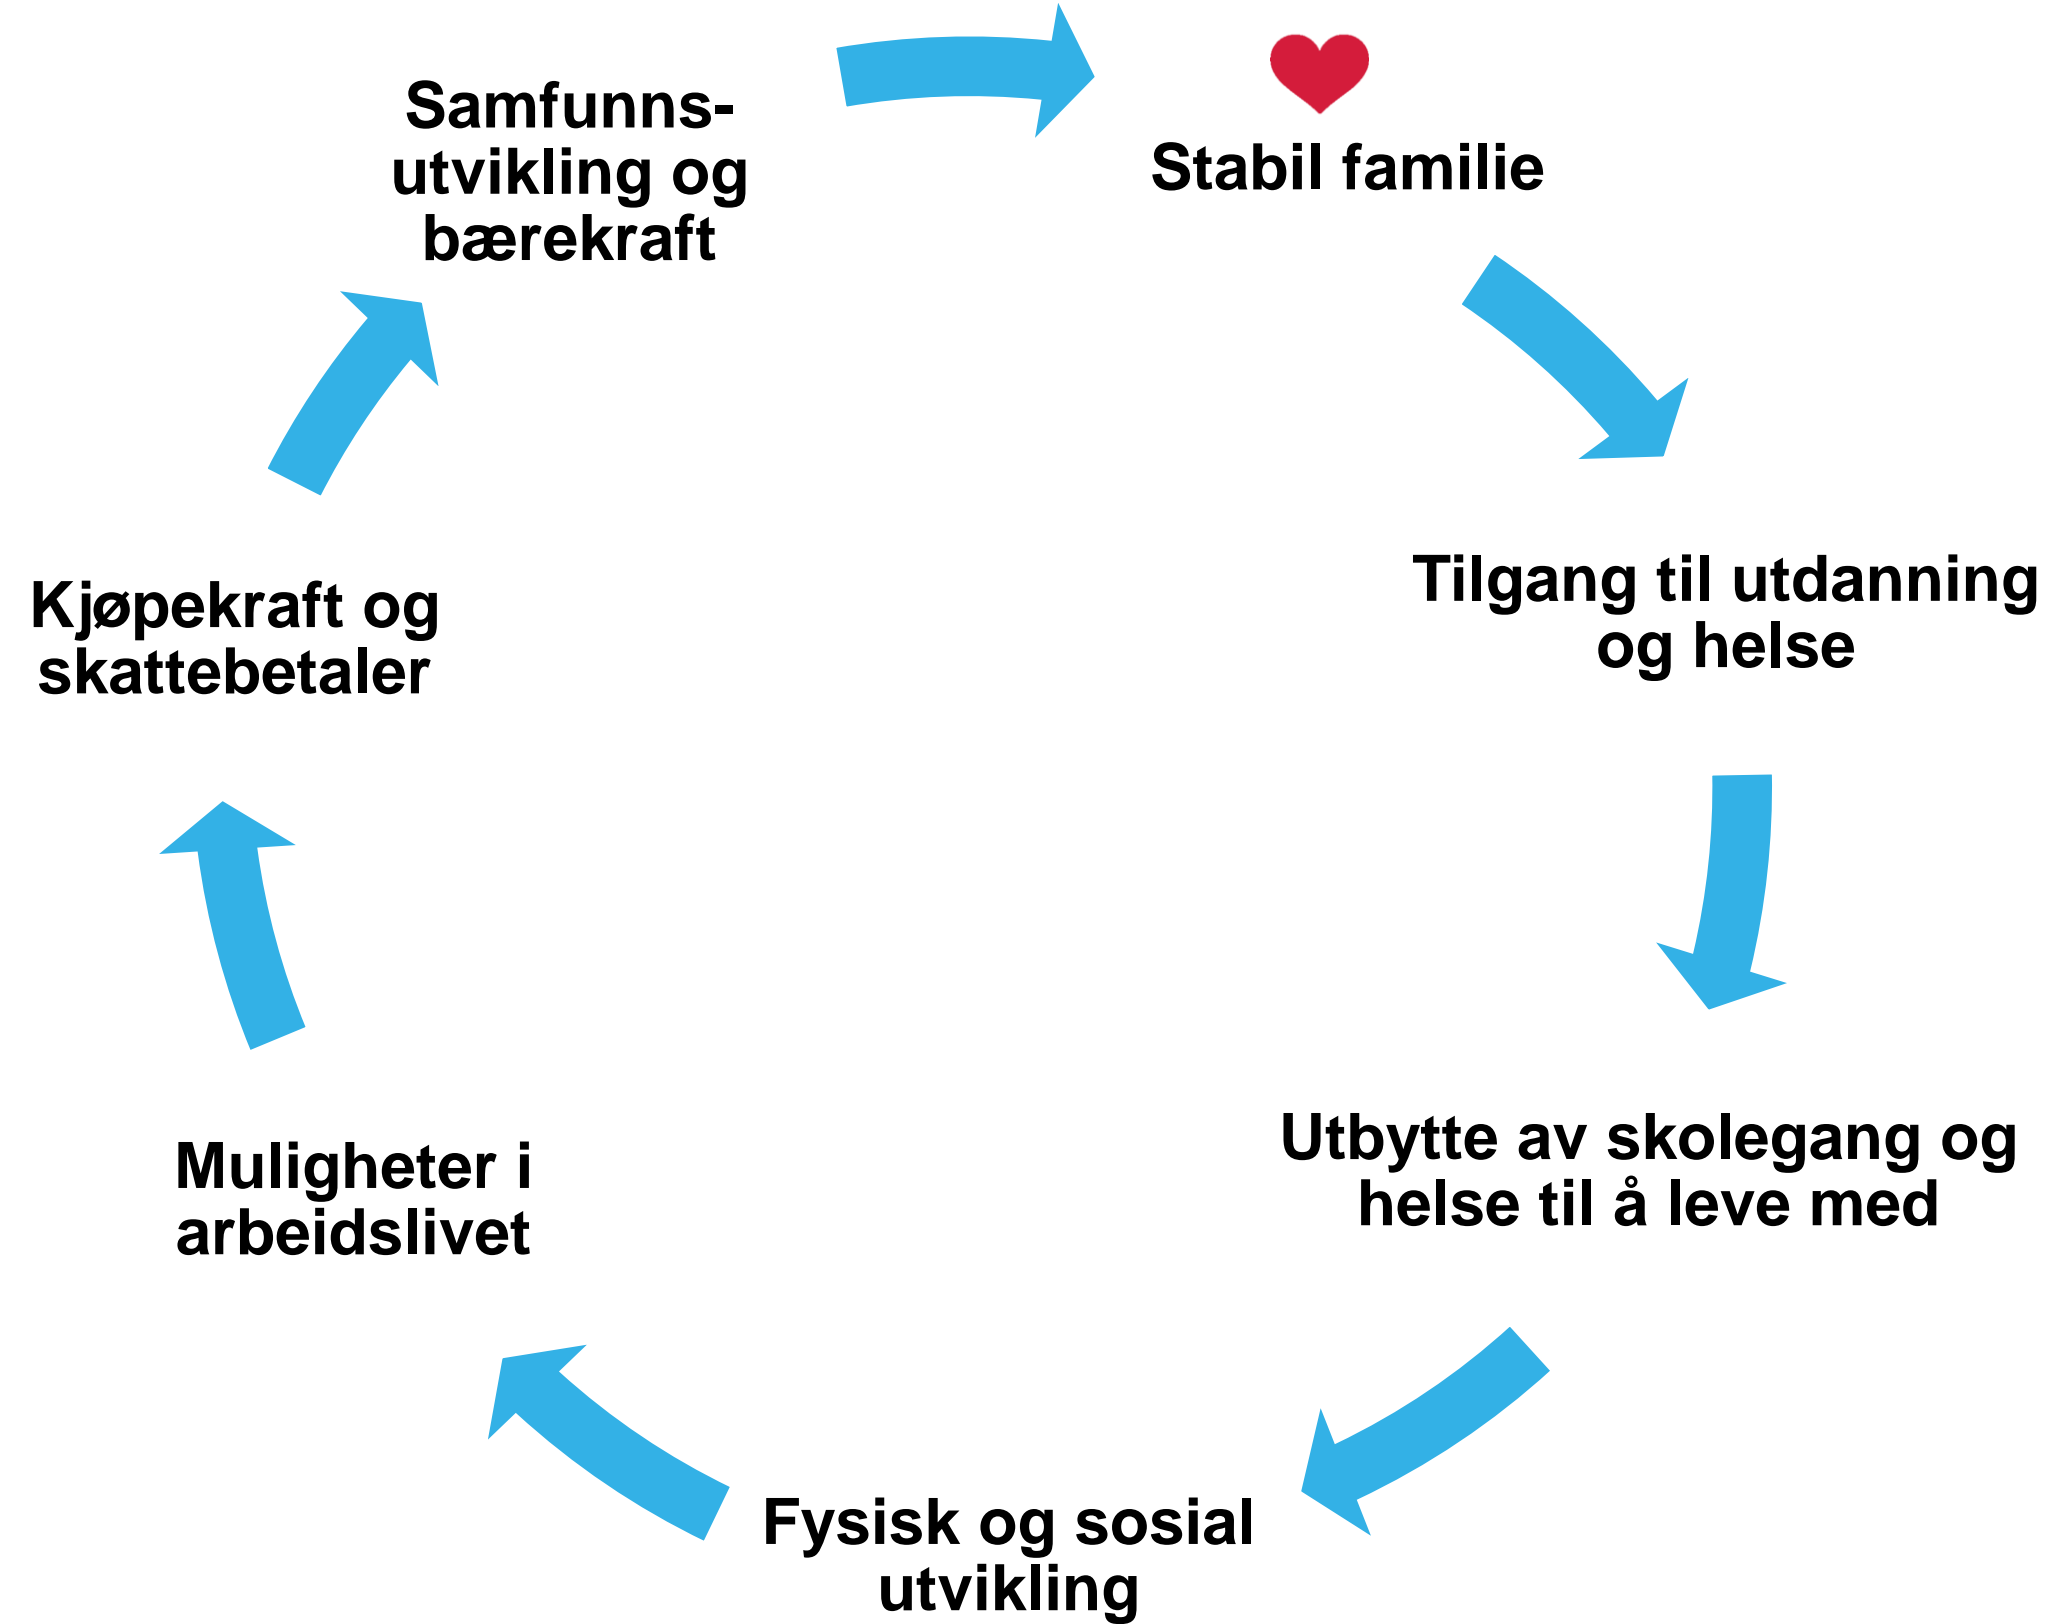 Samfunns-
utvikling og
bærekraft
Stabil familie
Tilgang til utdanning
og helse
Utbytte av skolegang og
helse til å leve med
Fysisk og sosial
utvikling
Muligheter i
arbeidslivet
Kjøpekraft og
skattebetaler